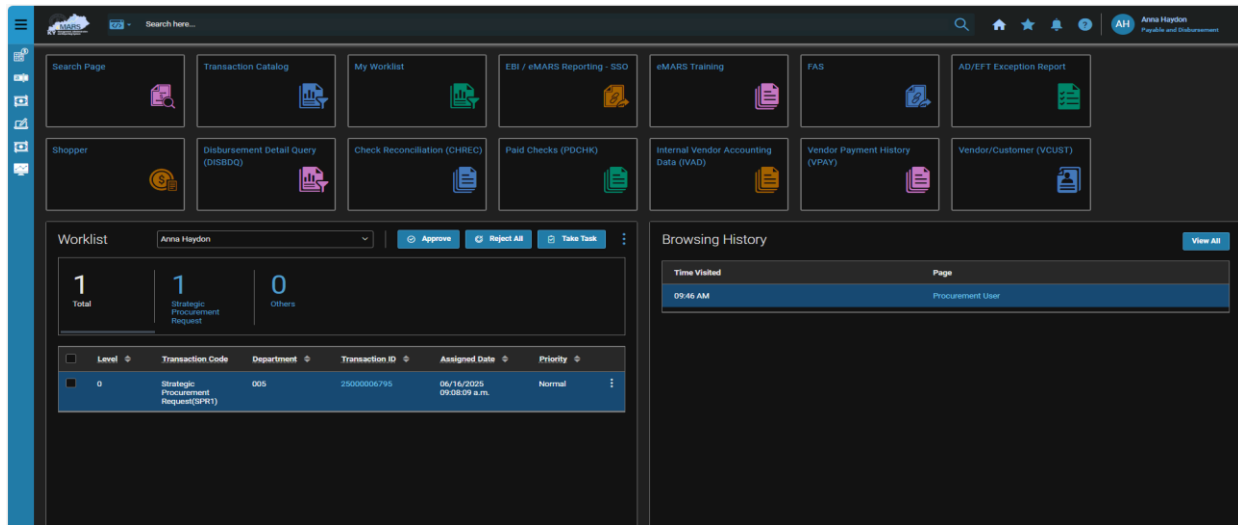 MARS
KY
Search here...
AH
Anna Haydon
Payable and Disbursement
Search Page
Transaction Catalog
My Worklist
EBI / eMARS Reporting - SSO
eMARS Training
FAS
AD/EFT Exception Report
Shopper
Disbursement Detail Query
(DISBDQ)
Check Reconciliation (CHREC)
Paid Checks (PDCHK)
Internal Vendor Accounting
Data (IVAD)
Vendor Payment History
(VPAY)
Vendor/Customer (VCUST)
Worklist
Anna Haydon
Approve
Reject All
Take Task
1
Total
1
Strategic
Procurement
Request
0
Others
Level Transaction Code Department Transaction ID Assigned Date Priority
0 Strategic 005 25000006795 06/16/2025 Normal
Procurement 09:08:09 a.m.
Request(SPR1)
Browsing History
View All
Time Visited Page
09:46 AM Procurement User